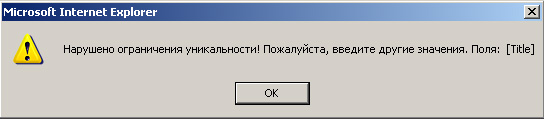 Microsoft Internet Explorer
Нарушено ограничения уникальности! Пожалуйста, введите другие значения. Поля: [Title]
OK